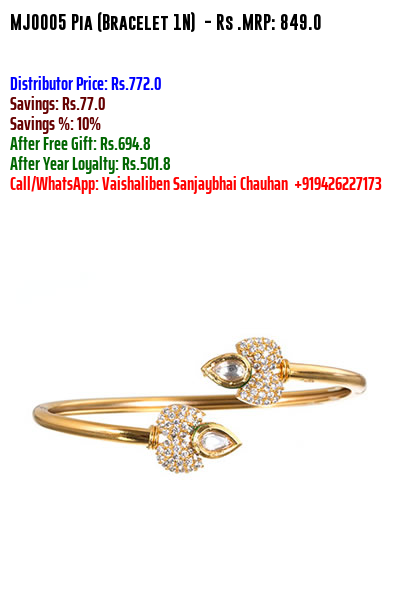 MJ0005 Pia (Bracelet 1N) - Rs .MRP: 849.0
Distributor Price: Rs.772.0
Savings: Rs.77.0
Savings %: 10%
After Free Gift: Rs.694.8
After Year Loyalty: Rs.501.8
Call/WhatsApp: Vaishaliben Sanjaybhai Chauhan +919426227173